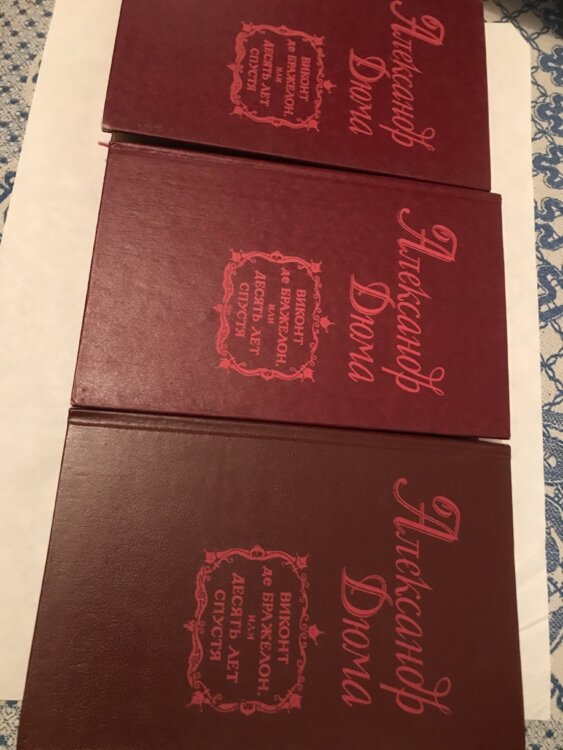 Александр
Дюма
ВИКОНТ
де БРАЖЕЛОН,
или
ДЕСЯТЬ ЛЕТ
СПУСТЯ
Александр
Дюма
ВИКОНТ
де БРАЖЕЛОН,
или
ДЕСЯТЬ ЛЕТ
СПУСТЯ
Александр
Дюма
ВИКОНТ
де БРАЖЕЛОН,
или
ДЕСЯТЬ ЛЕТ
СПУСТЯ